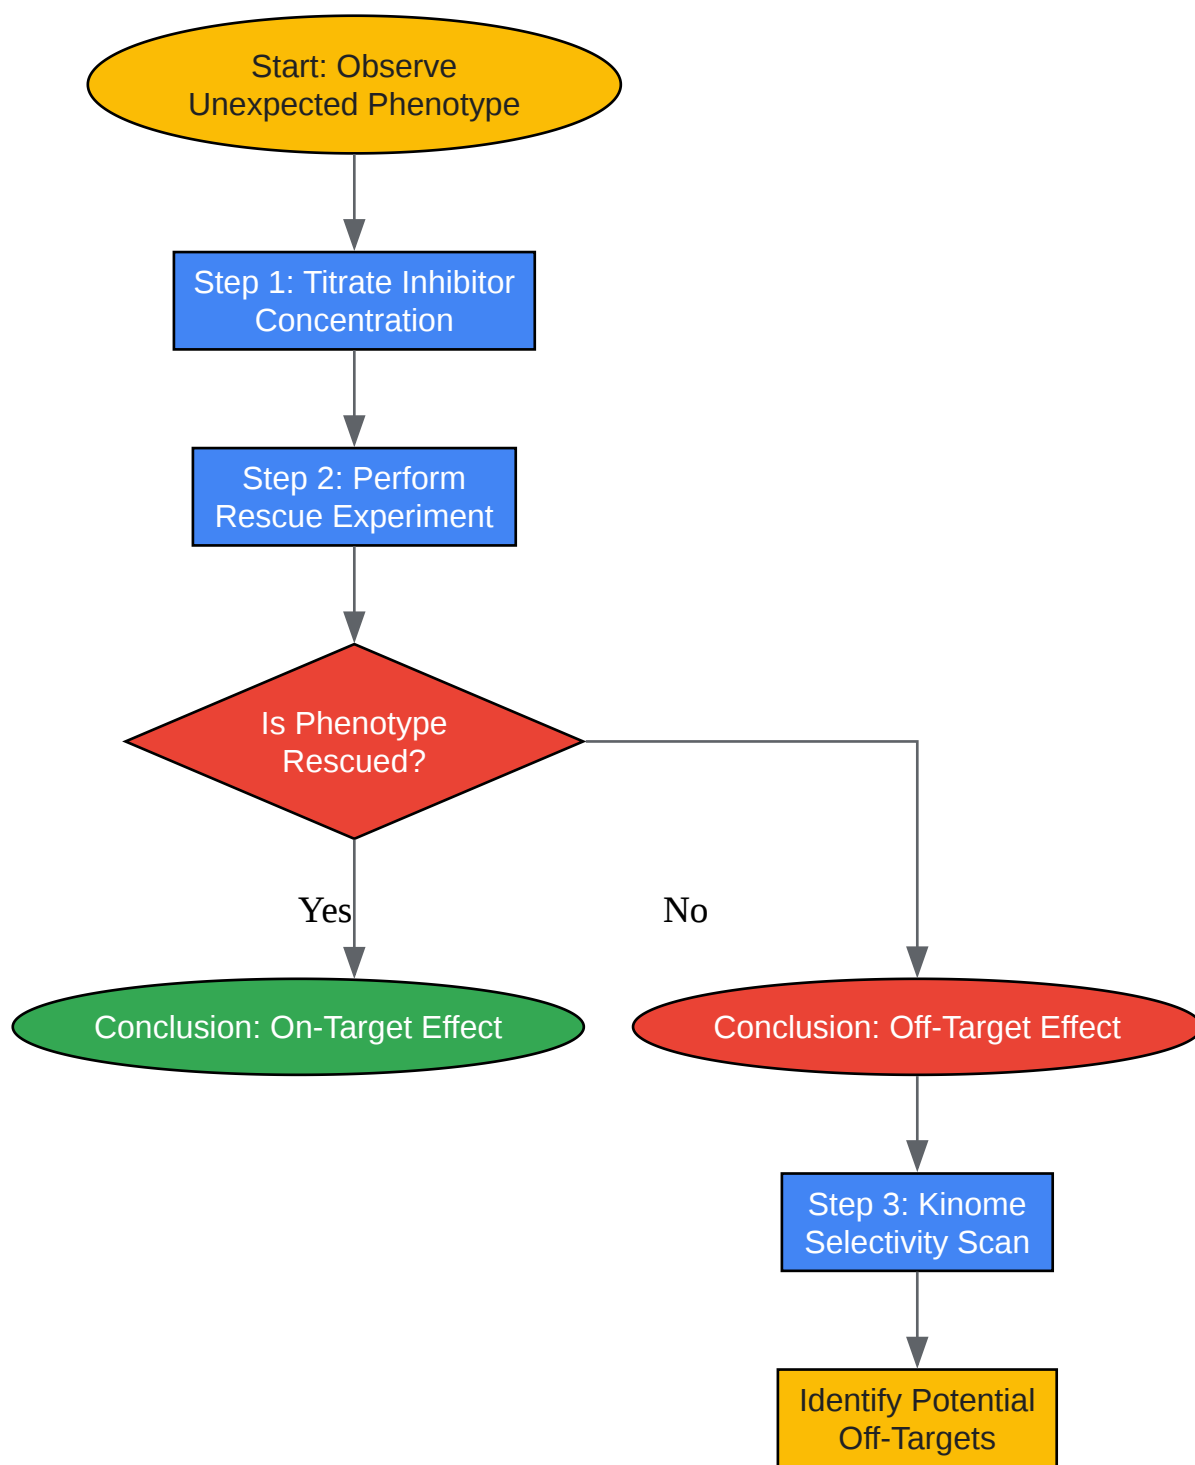 Start: Observe
Unexpected Phenotype
Step 1: Titrate Inhibitor
Concentration
Step 2: Perform
Rescue Experiment
Is Phenotype
Rescued?
Yes
No
Conclusion: On-Target Effect
Conclusion: Off-Target Effect
Step 3: Kinome
Selectivity Scan
Identify Potential
Off-Targets